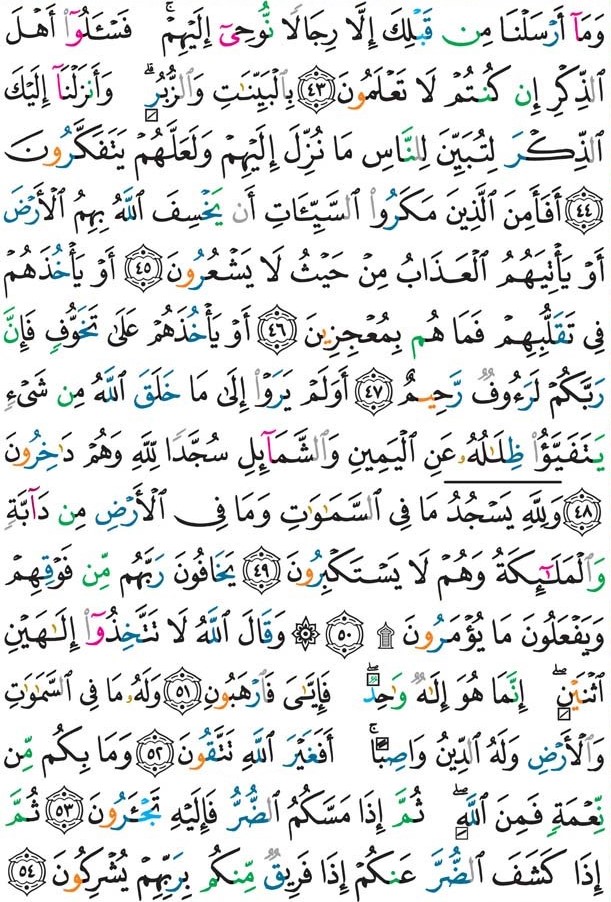 وَمَآ أَرۡسَلۡنَا مِن قَبۡلِكَ إِلَّا رِجَالٗا نُّوحِيٓ إِلَيۡهِمۡۖ فَسۡـَٔلُوٓاْ أَهۡلَ
ٱلذِّكۡرِ إِن كُنتُمۡ لَا تَعۡلَمُونَ ٤٣ بِٱلۡبَيِّنَٰتِ وَٱلزُّبُرِۗ وَأَنزَلۡنَآ إِلَيۡكَ
ٱلذِّكۡرَ لِتُبَيِّنَ لِلنَّاسِ مَا نُزِّلَ إِلَيۡهِمۡ وَلَعَلَّهُمۡ يَتَفَكَّرُونَ
٤٤ أَفَأَمِنَ ٱلَّذِينَ مَكَرُواْ ٱلسَّيِّـَٔاتِ أَن يَخۡسِفَ ٱللَّهُ بِهِمُ ٱلۡأَرۡضَ
أَوۡ يَأۡتِيَهُمُ ٱلۡعَذَابُ مِنۡ حَيۡثُ لَا يَشۡعُرُونَ ٤٥ أَوۡ يَأۡخُذَهُمۡ
فِي تَقَلُّبِهِمۡ فَمَا هُم بِمُعۡجِزِينَ ٤٦ أَوۡ يَأۡخُذَهُمۡ عَلَىٰ تَخَوُّفٖ فَإِنَّ
رَبَّكُمۡ لَرَءُوفٞ رَّحِيمٌ ٤٧ أَوَلَمۡ يَرَوۡاْ إِلَىٰ مَا خَلَقَ ٱللَّهُ مِن شَيۡءٖ
يَتَفَيَّؤُاْ ظِلَٰلُهُۥ عَنِ ٱلۡيَمِينِ وَٱلشَّمَآئِلِ سُجَّدٗا لِّلَّهِ وَهُمۡ دَٰخِرُونَ
٤٨ وَلِلَّهِۤ يَسۡجُدُۤ مَا فِي ٱلسَّمَٰوَٰتِ وَمَا فِي ٱلۡأَرۡضِ مِن دَآبَّةٖ
وَٱلۡمَلَٰٓئِكَةُ وَهُمۡ لَا يَسۡتَكۡبِرُونَ ٤٩ يَخَافُونَ رَبَّهُم مِّن فَوۡقِهِمۡ
وَيَفۡعَلُونَ مَا يُؤۡمَرُونَ ۩ ٥٠ ۞ وَقَالَ ٱللَّهُ لَا تَتَّخِذُوٓاْ إِلَٰهَيۡنِ
ٱثۡنَيۡنِۖ إِنَّمَا هُوَ إِلَٰهٞ وَٰحِدٞ فَإِيَّٰيَ فَٱرۡهَبُونِ ٥١ وَلَهُۥ مَا فِي ٱلسَّمَٰوَٰتِ
وَٱلۡأَرۡضِ وَلَهُ ٱلدِّينُ وَاصِبًاۚ أَفَغَيۡرَ ٱللَّهِ تَتَّقُونَ ٥٢ وَمَا بِكُم مِّن
نِّعۡمَةٖ فَمِنَ ٱللَّهِۖ ثُمَّ إِذَا مَسَّكُمُ ٱلضُّرُّ فَإِلَيۡهِ تَجۡـَٔرُونَ ٥٣ ثُمَّ
إِذَا كَشَفَ ٱلضُّرَّ عَنكُمۡ إِذَا فَرِيقٞ مِّنكُم بِرَبِّهِمۡ يُشۡرِكُونَ ٥٤